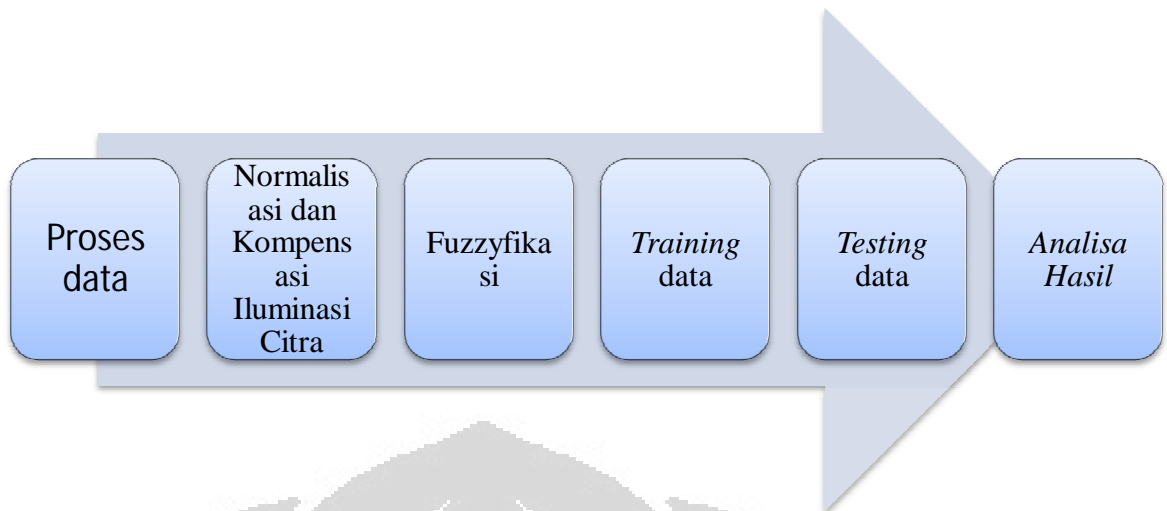 Proses
data
Normalis
asi dan
Kompens
asi
Iluminasi
Citra
Fuzzyfika
si
Training
data
Testing
data
Analisa
Hasil